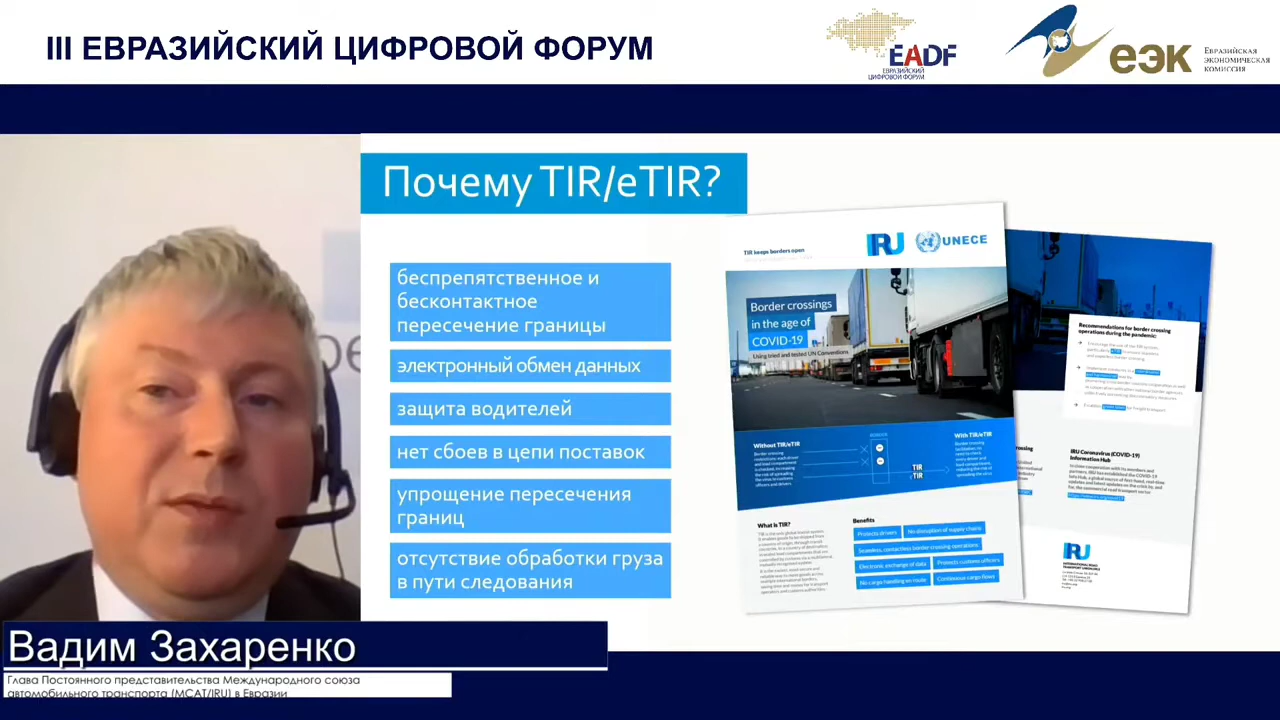 III ЕВРАЗИЙСКИЙ ЦИФРОВОЙ ФОРУМ
EADF
ЕВРАЗИЙСКИЙ
ЦИФРОВОЙ ФОРУМ
ЕЭК
ЕВРАЗИЙСКАЯ
ЭКОНОМИЧЕСКАЯ
КОМИССИЯ
Почему TIR/eTIR?
беспрепятственное и
бесконтактное
пересечение границы
электронный обмен данных
защита водителей
нет сбоев в цепи поставок
упрощение пересечения
границ
отсутствие обработки груза
в пути следования
TIR keeps borders open
IRU
UNECE
Border crossings
in the age of
COVID-19
Using tried and tested UN Conventions
Without TIR/eTIR
With TIR/eTIR
TIR
eTIR
What is TIR?
Benefits
Protects drivers
No disruption of supply chains
Seamless, contactless border crossing operations
Electronic exchange of data
Protects customs officers
No cargo handling en route
Continuous cargo flows
Recommendations for border crossing
operations during the pandemic:
IRU Coronavirus (COVID-19)
Information Hub
IRU
Вадим Захаренко
Глава Постоянного представительства Международного союза
автомобильного транспорта (МСАТ/IRU) в Евразии